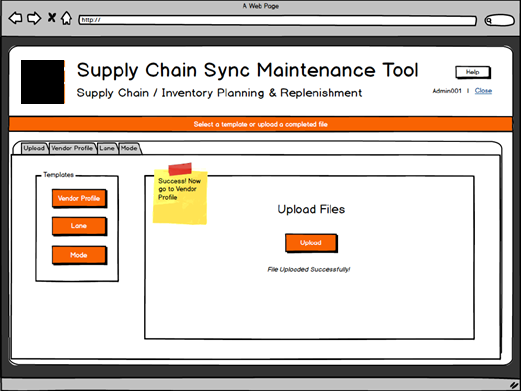 A Web Page
http://
Supply Chain Sync Maintenance Tool
Help
Supply Chain / Inventory Planning & Replenishment
Admin001 | Close
Select a template or upload a completed file
Upload Vendor Profile Lane Mode
Templates
Vendor Profile
Lane
Mode
Success! Now
go to Vendor
Profile
Upload Files
Upload
File Uploaded Successfully!